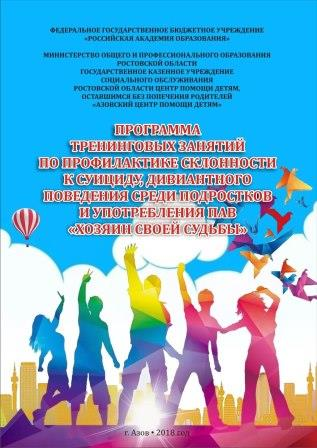 ФЕДЕРАЛЬНОЕ ГОСУДАРСТВЕННОЕ БЮДЖЕТНОЕ УЧРЕЖДЕНИЕ
«РОССИЙСКАЯ АКАДЕМИЯ ОБРАЗОВАНИЯ»
МИНИСТЕРСТВО ОБЩЕГО И ПРОФЕССИОНАЛЬНОГО ОБРАЗОВАНИЯ
РОСТОВСКОЙ ОБЛАСТИ
ГОСУДАРСТВЕННОЕ КАЗЕННОЕ УЧРЕЖДЕНИЕ
СОЦИАЛЬНОГО ОБСЛУЖИВАНИЯ
РОСТОВСКОЙ ОБЛАСТИ ЦЕНТР ПОМОЩИ ДЕТЯМ,
ОСТАВШИМСЯ БЕЗ ПОПЕЧЕНИЯ РОДИТЕЛЕЙ
«АЗОВСКИЙ ЦЕНТР ПОМОЩИ ДЕТЯМ»
ПРОГРАММА
ТРЕНИНГОВЫХ ЗАНЯТИЙ
ПО ПРОФИЛАКТИКЕ СКЛОННОСТИ
К СУИЦИДУ, ДИВИАНТНОГО
ПОВЕДЕНИЯ СРЕДИ ПОДРОСТКОВ
И УПОТРЕБЛЕНИЯ ПАВ
«ХОЗЯИН СВОЕЙ СУДЬБЫ»
г. Азов • 2018 год